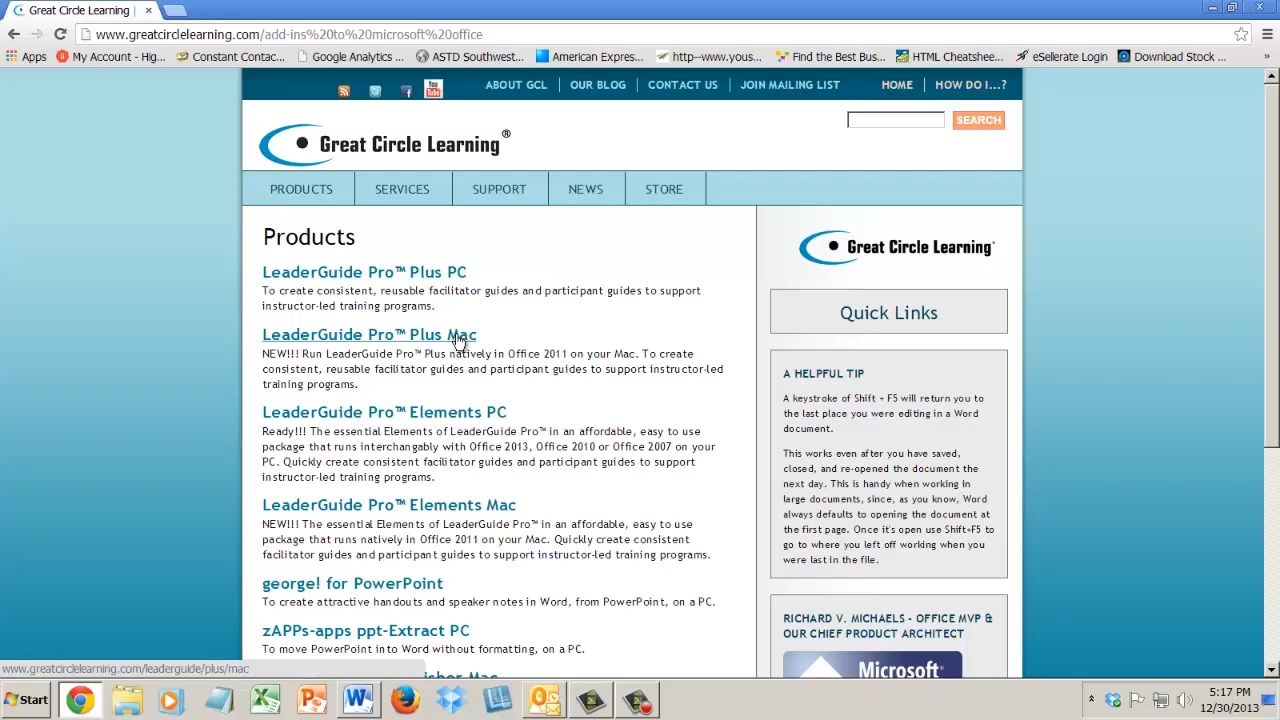 Great Circle Learning |
www.greatcirclelearning.com/add-ins%20to%20microsoft%20office
Apps My Account - Hig... Constant Contac... Google Analytics ... ASTD Southwest... American Expres... http--www.yous... Find the Best Bus... HTML Cheatshee... eSellerate Login Download Stock ...
You Tube ABOUT GCL OUR BLOG CONTACT US JOIN MAILING LIST HOME HOW DO I...?
SEARCH
Great Circle Learning®
PRODUCTS SERVICES SUPPORT NEWS STORE
Products
LeaderGuide Pro™ Plus PC
To create consistent, reusable facilitator guides and participant guides to support
instructor-led training programs.
LeaderGuide Pro™ Plus Mac
NEW!!! Run LeaderGuide Pro™ Plus natively in Office 2011 on your Mac. To create
consistent, reusable facilitator guides and participant guides to support instructor-led
training programs.
LeaderGuide Pro™ Elements PC
Ready!!! The essential Elements of LeaderGuide Pro™ in an affordable, easy to use
package that runs interchangably with Office 2013, Office 2010 or Office 2007 on your
PC. Quickly create consistent facilitator guides and participant guides to support
instructor-led training programs.
LeaderGuide Pro™ Elements Mac
NEW!!! The essential Elements of LeaderGuide Pro™ in an affordable, easy to use
package that runs natively in Office 2011 on your Mac. Quickly create consistent
facilitator guides and participant guides to support instructor-led training programs.
george! for PowerPoint
To create attractive handouts and speaker notes in Word, from PowerPoint, on a PC.
zAPPs-apps ppt-Extract PC
To move PowerPoint into Word without formatting, on a PC.
Mac
Great Circle Learning®
Quick Links
A HELPFUL TIP
A keystroke of Shift + F5 will return you to
the last place you were editing in a Word
document.
This works even after you have saved,
closed, and re-opened the document the
next day. This is handy when working in
large documents, since, as you know, Word
always defaults to opening the document at
the first page. Once it's open use Shift+F5 to
go to where you left off working when you
were last in the file.
RICHARD V. MICHAELS - OFFICE MVP &
OUR CHIEF PRODUCT ARCHITECT
Microsoft
www.greatcirclelearning.com/leaderguide/plus/mac
Start
5:17 PM
12/30/2013